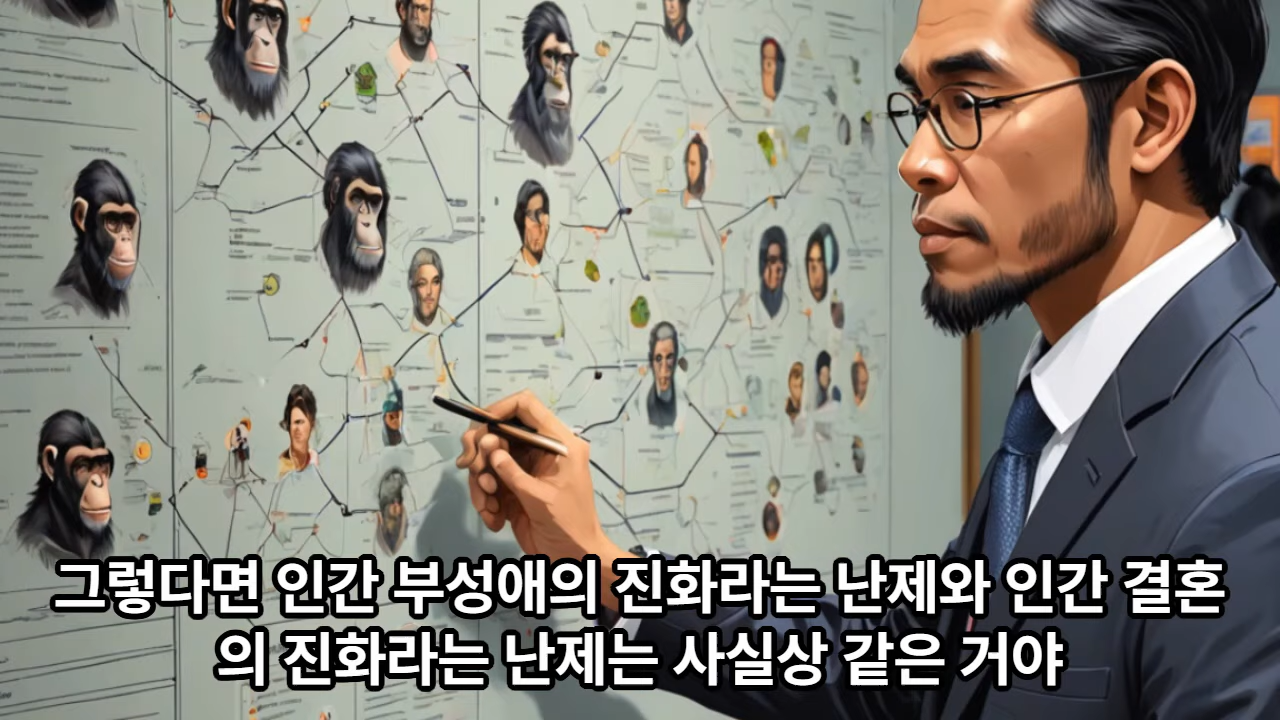 그렇다면 인간 부성애의 진화라는 난제와 인간 결혼
의 진화라는 난제는 사실상 같은 거야